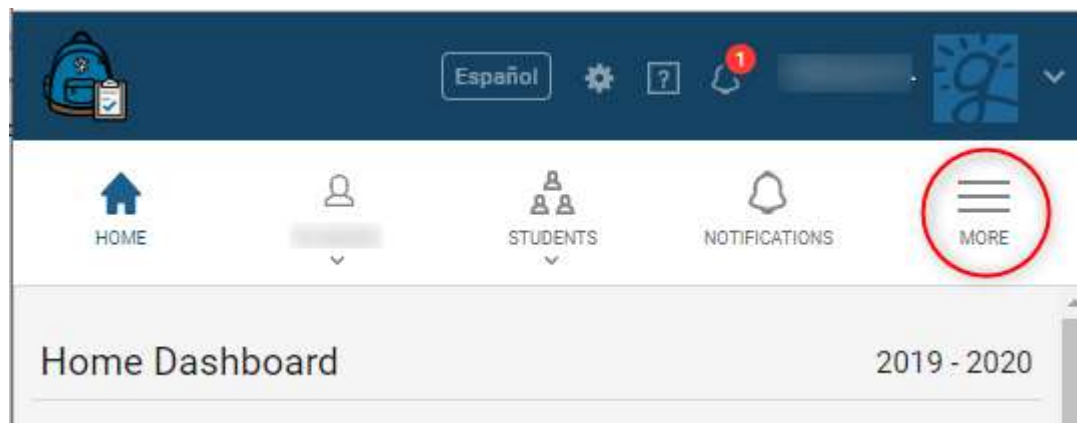 Español ? 1
HOME
STUDENTS
NOTIFICATIONS
MORE
Home Dashboard 2019 - 2020